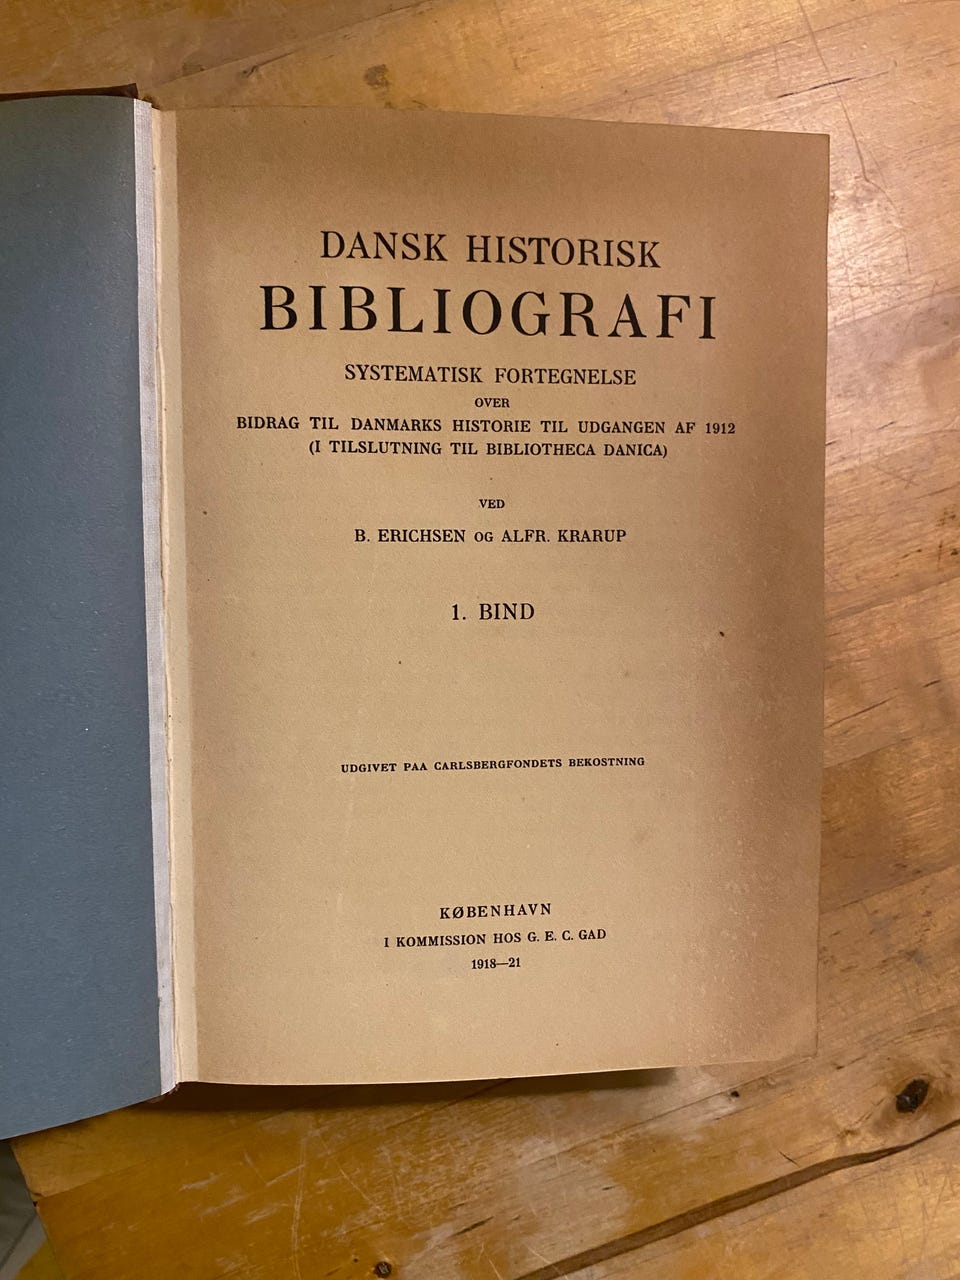 DANSK HISTORISK
BIBLIOGRAFI
SYSTEMATISK FORTEGNELSE
OVER
BIDRAG TIL DANMARKS HISTORIE TIL UDGANGEN AF 1912
(I TILSLUTNING TIL BIBLIOTHECA DANICA)
VED
B. ERICHSEN OG ALFR. KRARUP
1. BIND
UDGIVET PAA CARLSBERGFONDETS BEKOSTNING
KØBENHAVN
I KOMMISSION HOS G. E. C. GAD
1918—21